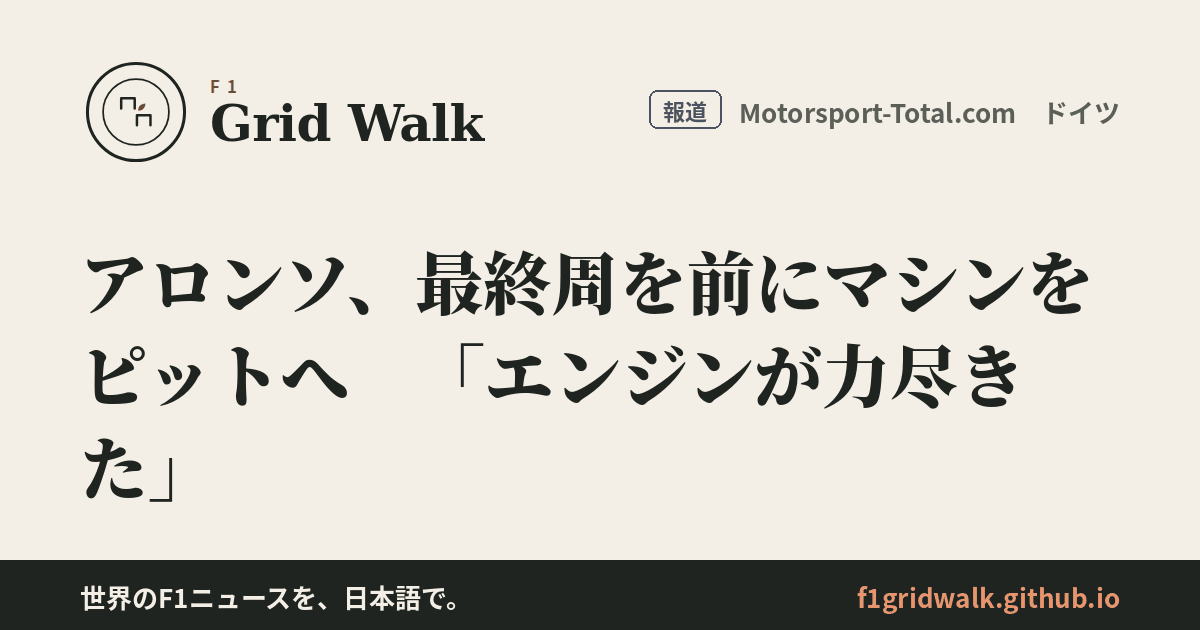 F1
Grid Walk
報道 Motorsport-Total.com ドイツ
アロンソ、最終周を前にマシンを
ピットへ 「エンジンが力尽き
た」
世界のF1ニュースを、日本語で。
f1gridwalk.github.io